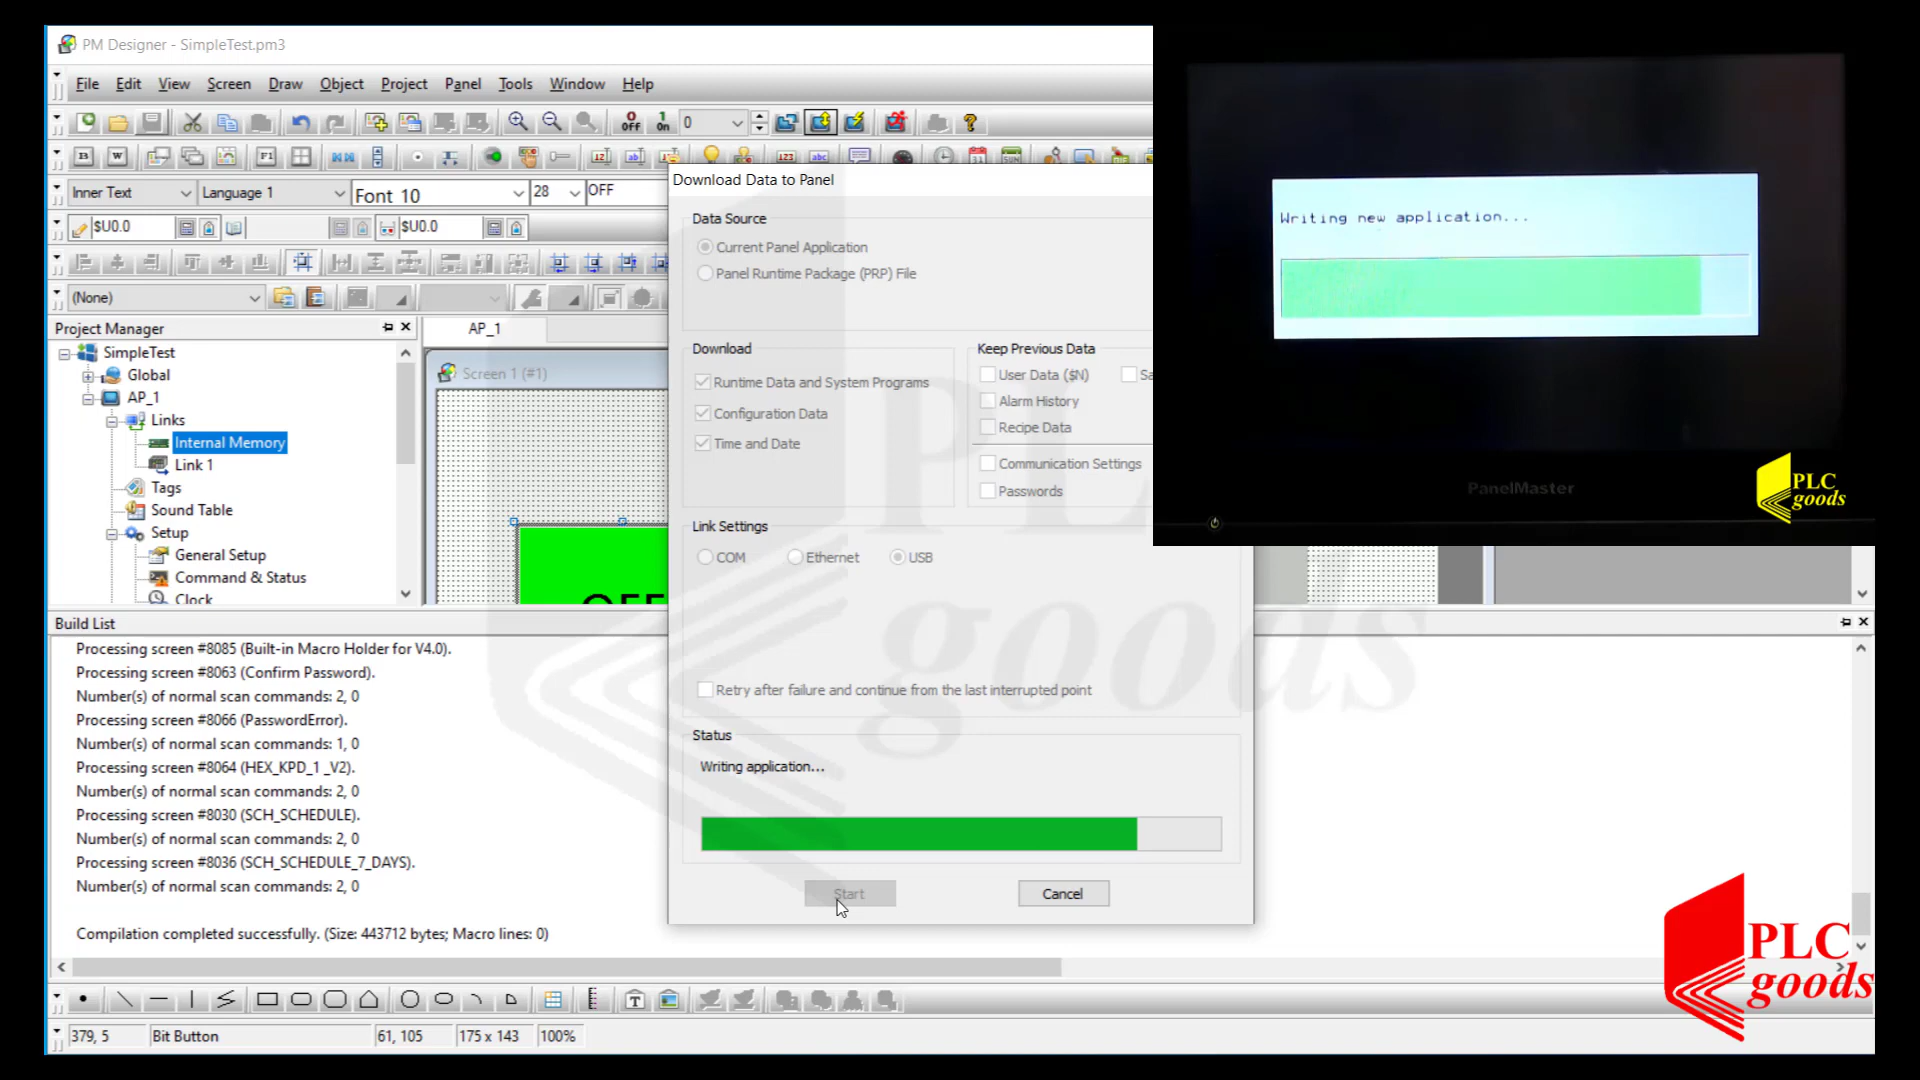 PM Designer - SimpleTest.pm3
File Edit View Screen Draw Object Project Panel Tools Window Help
0
Inner Text Language 1 Font 10 28 OFF
$U0.0 $U0.0
(None)
Project Manager
SimpleTest
Global
AP_1
Links
Internal Memory
Link 1
Tags
Sound Table
Setup
General Setup
Command & Status
Clock
AP_1
Screen 1 (#1)
OFF
Download Data to Panel
Data Source
Current Panel Application
Panel Runtime Package (PRP) File
Download
Runtime Data and System Programs
Configuration Data
Time and Date
Keep Previous Data
User Data ($N)
Sa
Alarm History
Recipe Data
Communication Settings
Passwords
Link Settings
COM Ethernet USB
Retry after failure and continue from the last interrupted point
Status
Writing application...
Start Cancel
Writing new application...
PanelMaster
PLC
goods
Build List
Processing screen #8085 (Built-in Macro Holder for V4.0).
Processing screen #8063 (Confirm Password).
Number(s) of normal scan commands: 2, 0
Processing screen #8066 (PasswordError).
Number(s) of normal scan commands: 1, 0
Processing screen #8064 (HEX_KPD_1 _V2).
Number(s) of normal scan commands: 2, 0
Processing screen #8030 (SCH_SCHEDULE).
Number(s) of normal scan commands: 2, 0
Processing screen #8036 (SCH_SCHEDULE_7_DAYS).
Number(s) of normal scan commands: 2, 0
Compilation completed successfully. (Size: 443712 bytes; Macro lines: 0)
PLC
goods
PLC
goods
379, 5 Bit Button 61, 105 175 x 143 100%